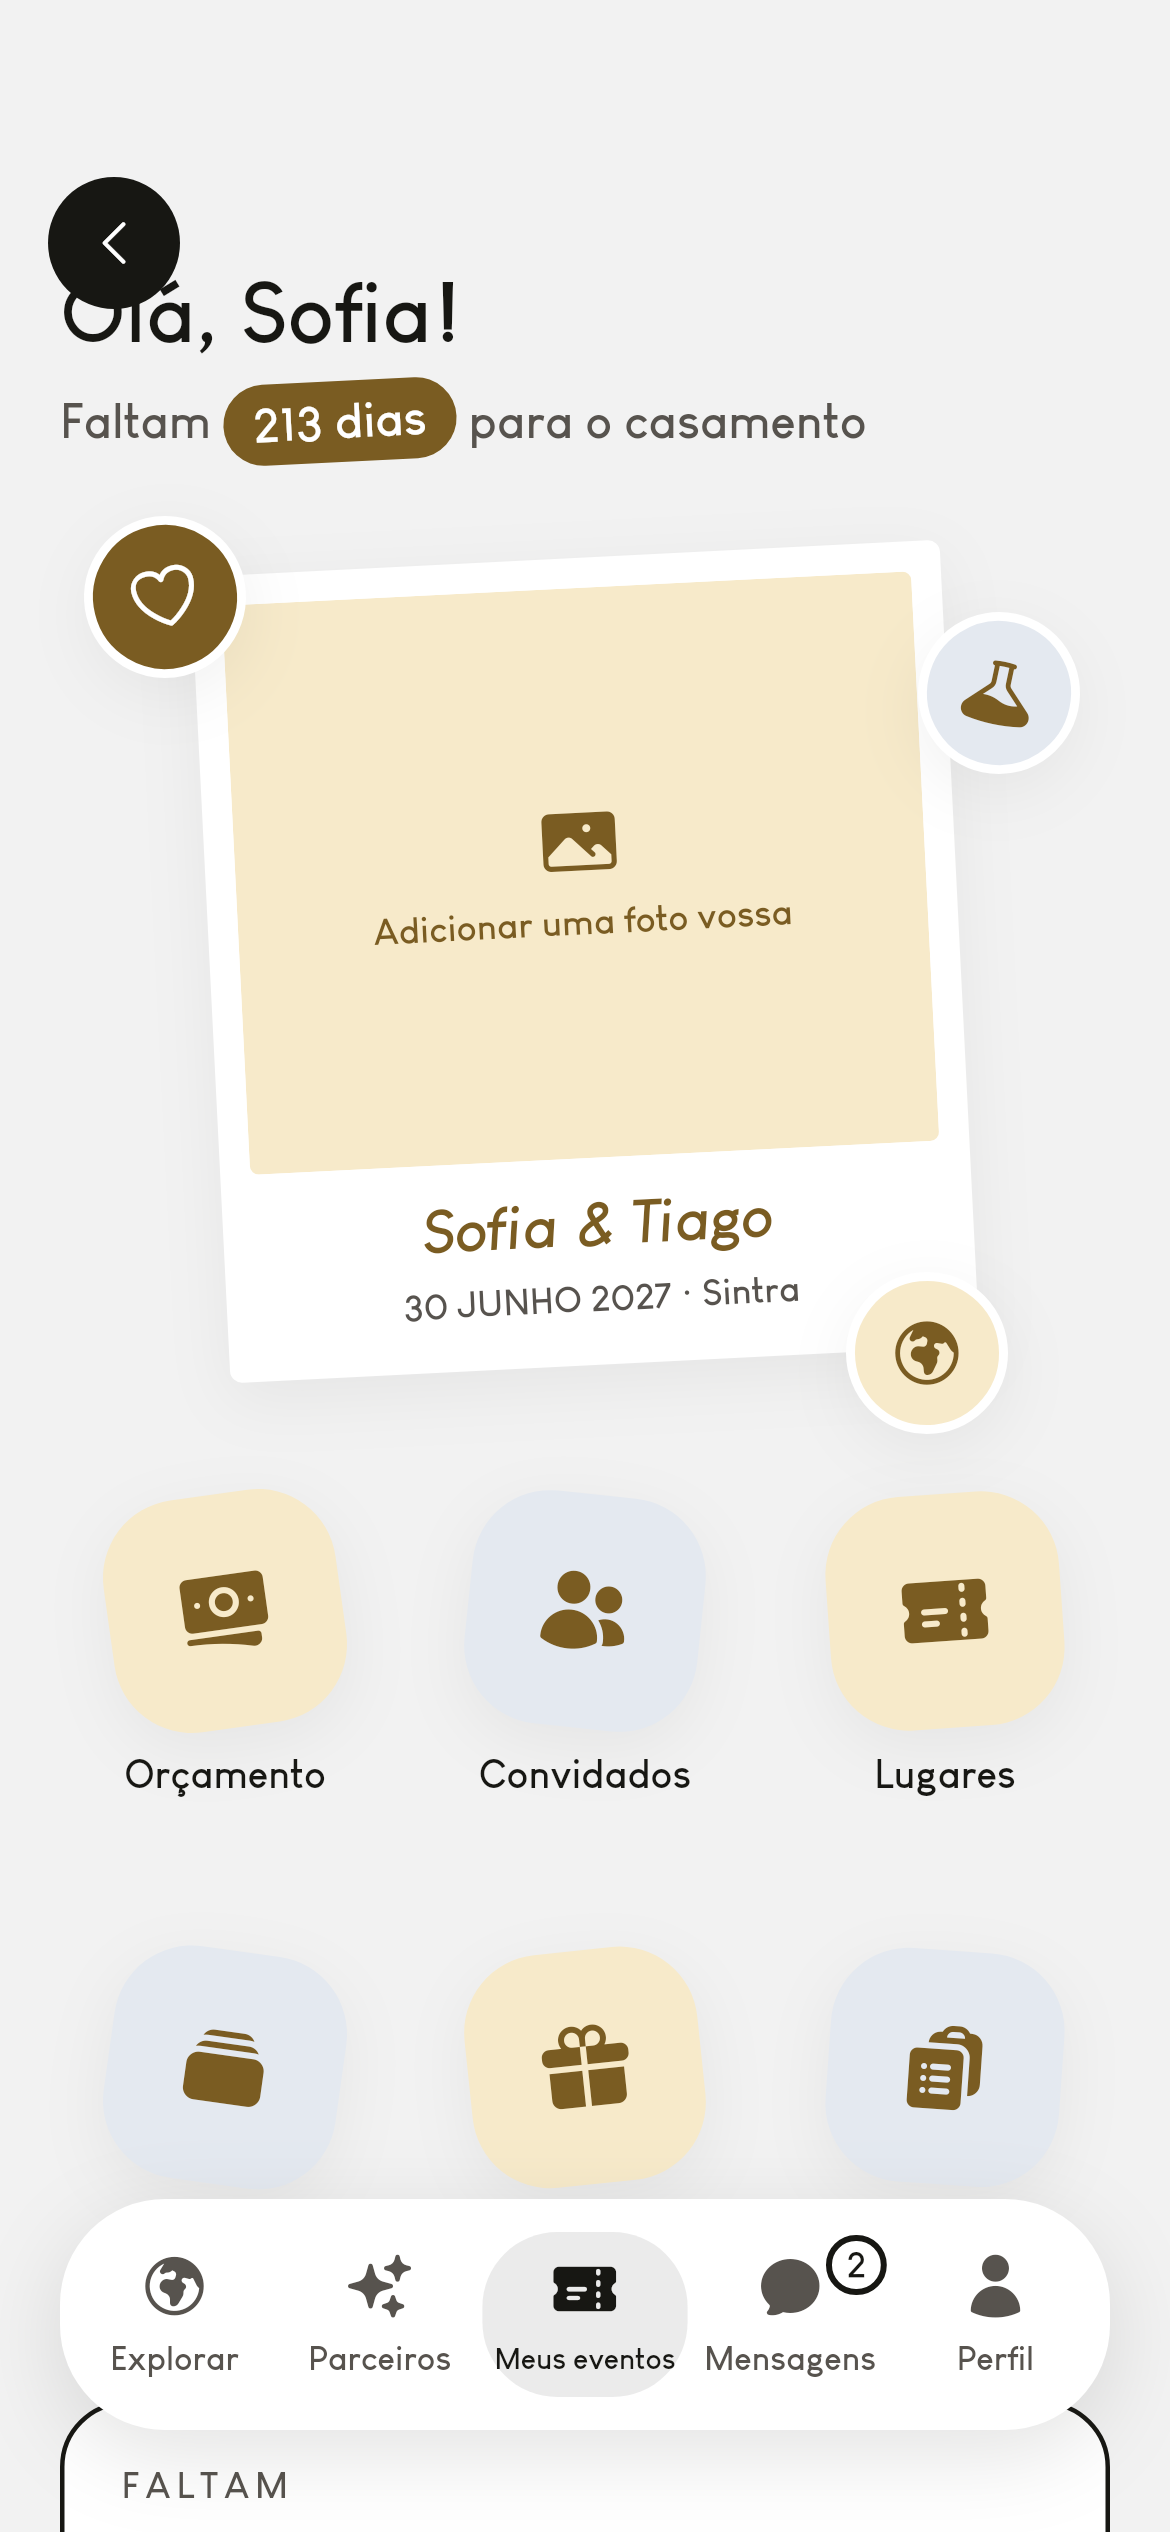 Olá, Sofia!
Faltam 213 dias para o casamento
Adicionar uma foto vossa
Sofia & Tiago
30 JUNHO 2027 · Sintra
Orçamento Convidados Lugares
2
Explorar Parceiros Meus eventos Mensagens Perfil
FALTAM